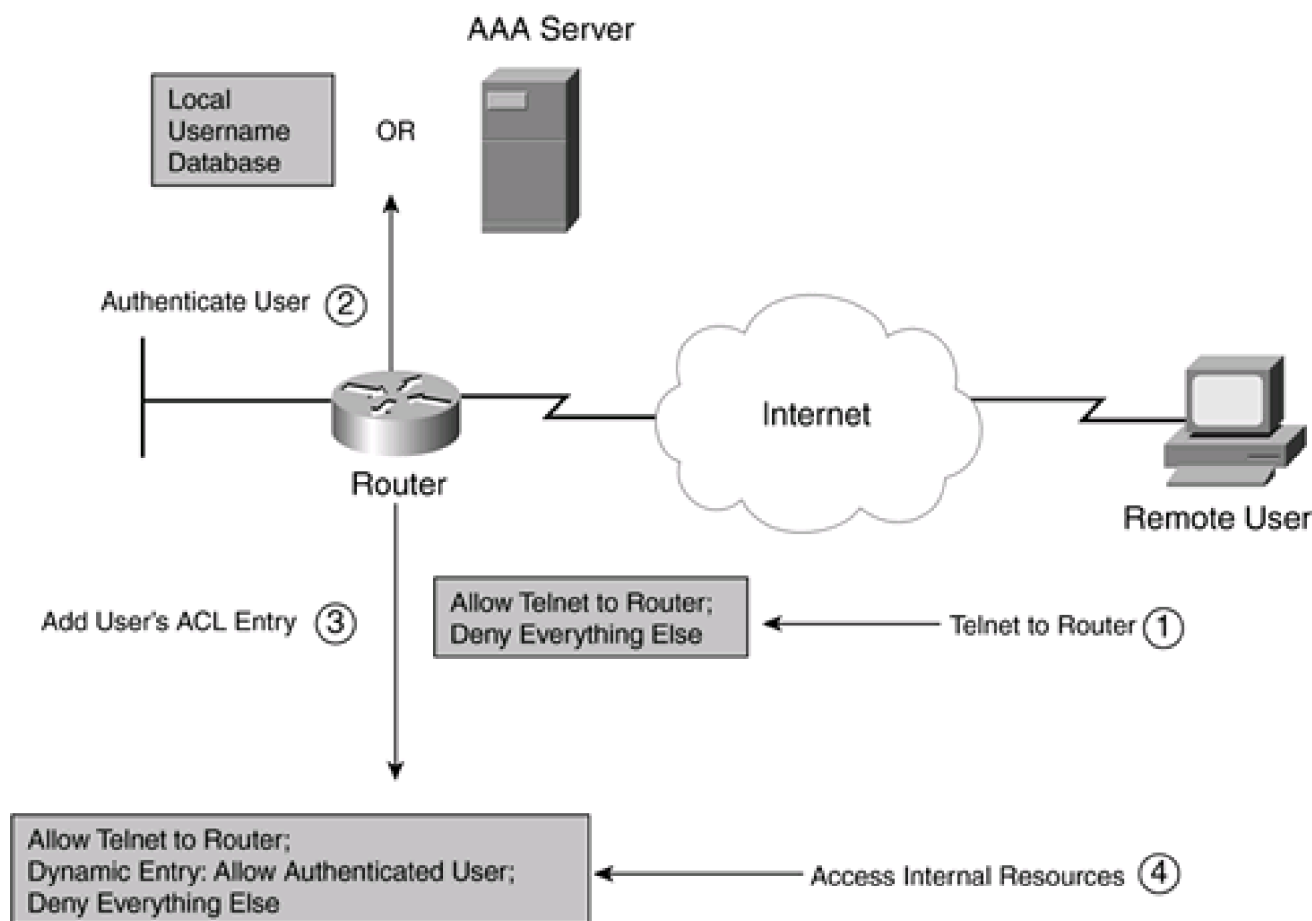 AAA Server
Local
Username
Database
OR
Authenticate User 2
Internet
Router
Remote User
Add User's ACL Entry 3
Allow Telnet to Router;
Deny Everything Else
Telnet to Router 1
Allow Telnet to Router;
Dynamic Entry: Allow Authenticated User;
Deny Everything Else
Access Internal Resources 4